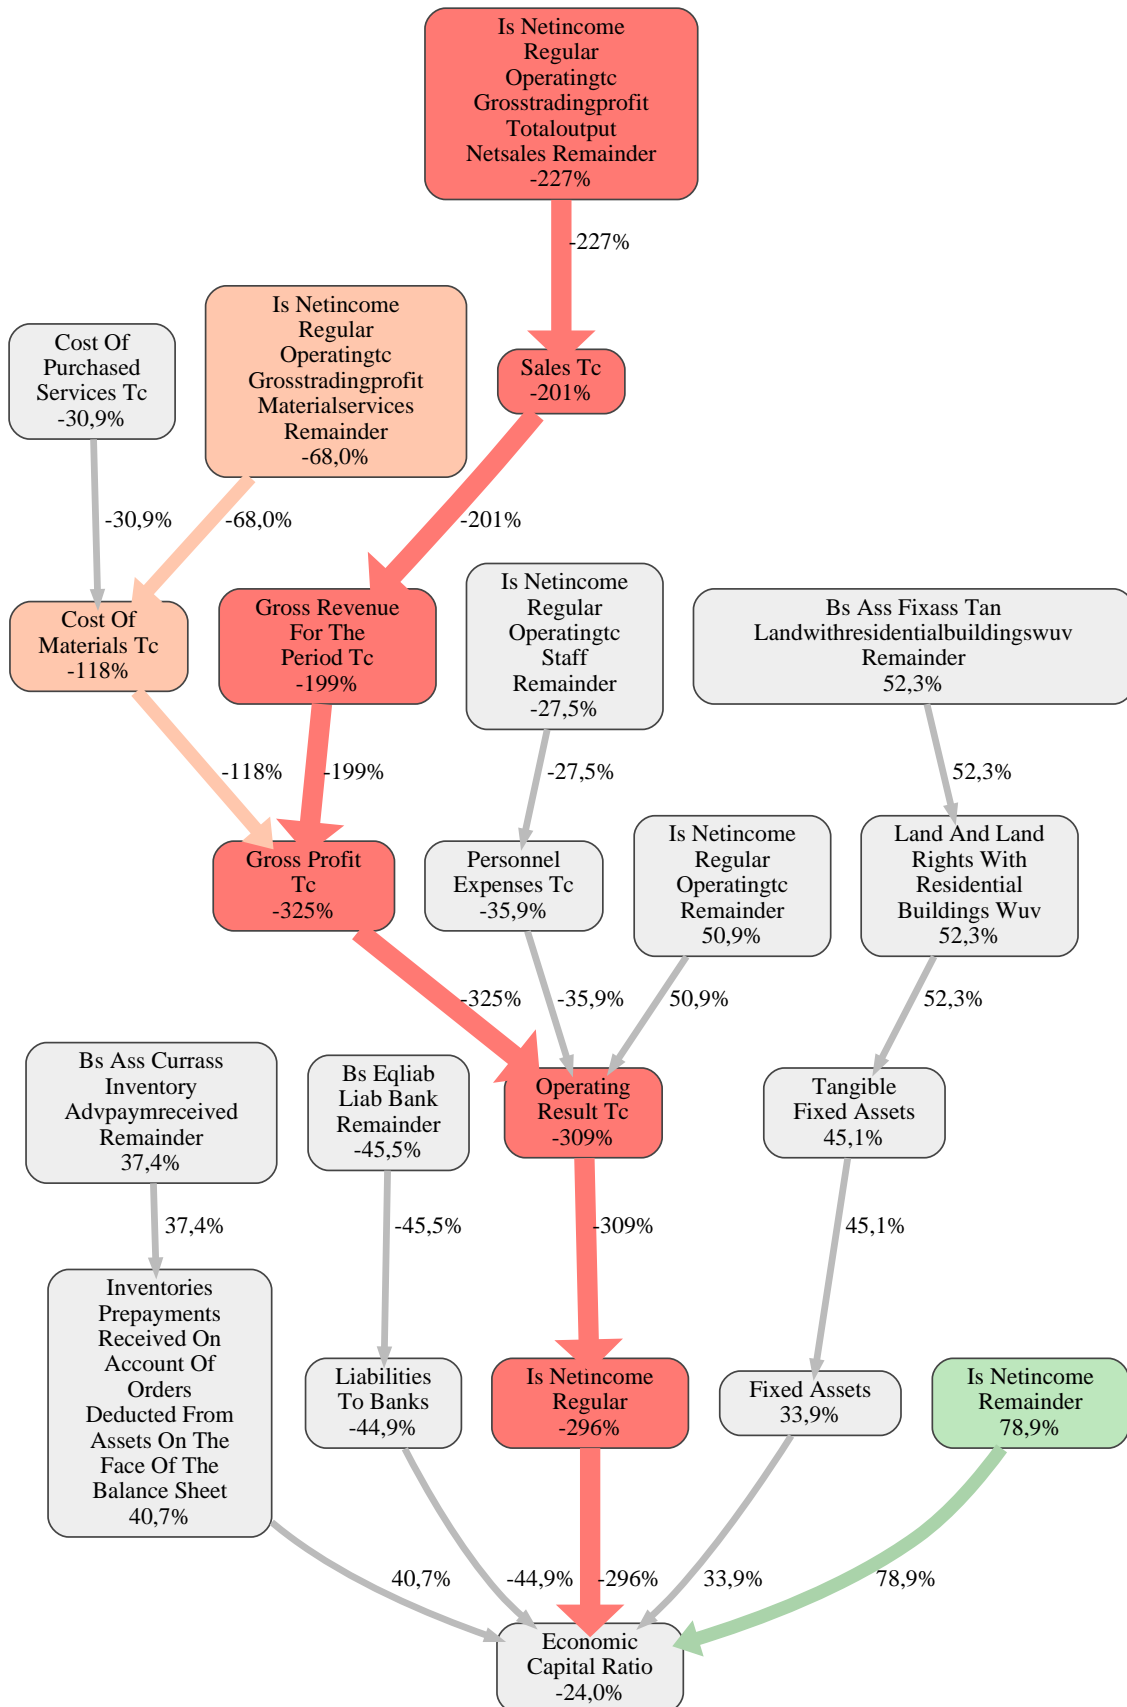 Is Netincome
Regular
Operatingtc
Grosstradingprofit
Totaloutput
Netsales Remainder
-227%
-227%
Cost Of
Purchased
Services Tc
-30,9%
Is Netincome
Regular
Operatingtc
Grosstradingprofit
Materialservices
Remainder
-68,0%
Sales Tc
-201%
-30,9%
-68,0%
-201%
Cost Of
Materials Tc
-118%
Gross Revenue
For The
Period Tc
-199%
Is Netincome
Regular
Operatingtc
Staff
Remainder
-27,5%
Bs Ass Fixass Tan
Landwithresidentialbuildingswuv
Remainder
52,3%
-118%
-199%
-27,5%
52,3%
Gross Profit
Tc
-325%
Personnel
Expenses Tc
-35,9%
Is Netincome
Regular
Operatingtc
Remainder
50,9%
Land And Land
Rights With
Residential
Buildings Wuv
52,3%
-325%
-35,9%
50,9%
52,3%
Bs Ass Currass
Inventory
Advpaymreceived
Remainder
37,4%
Bs Eqliab
Liab Bank
Remainder
-45,5%
Operating
Result Tc
-309%
Tangible
Fixed Assets
45,1%
37,4%
-45,5%
-309%
45,1%
Inventories
Prepayments
Received On
Account Of
Orders
Deducted From
Assets On The
Face Of The
Balance Sheet
40,7%
Liabilities
To Banks
-44,9%
Is Netincome
Regular
-296%
Fixed Assets
33,9%
Is Netincome
Remainder
78,9%
40,7%
-44,9%
-296%
33,9%
78,9%
Economic
Capital Ratio
-24,0%